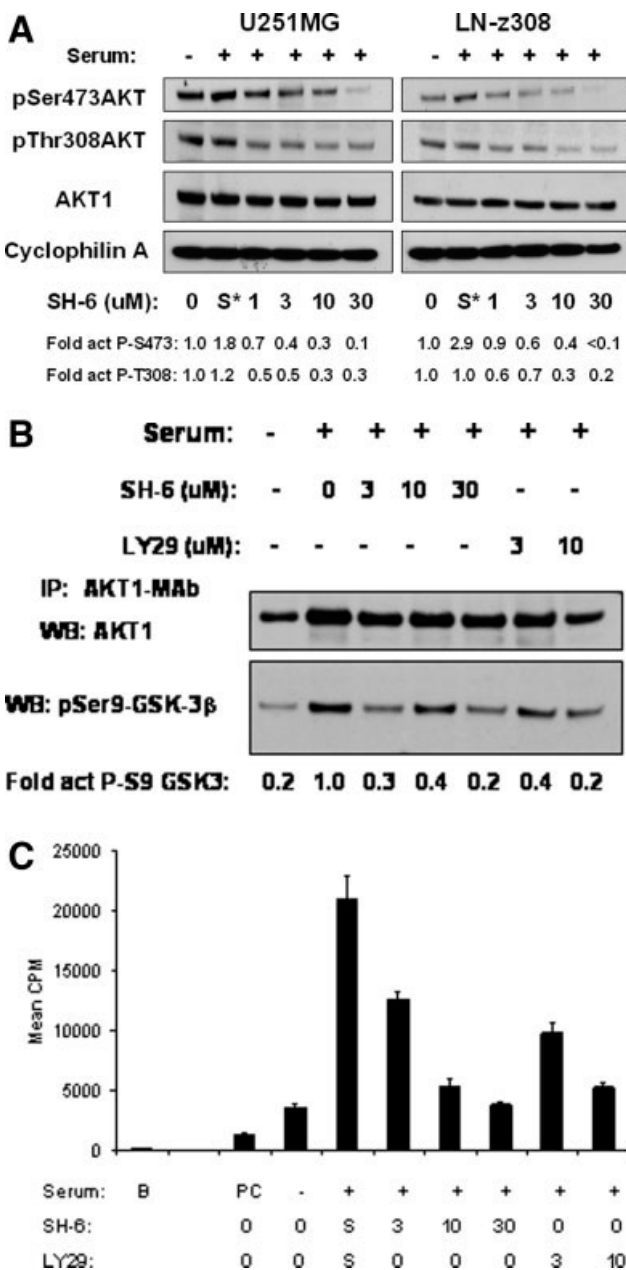 A
U251MG LN-z308
Serum: - + + + + + - + + + + +
pSer473AKT
pThr308AKT
AKT1
Cyclophilin A
SH-6 (uM): 0 S* 1 3 10 30 0 S* 1 3 10 30
Fold act P-S473: 1.0 1.8 0.7 0.4 0.3 0.1 1.0 2.9 0.9 0.6 0.4 <0.1
Fold act P-T308: 1.0 1.2 0.5 0.5 0.3 0.3 1.0 1.0 0.6 0.7 0.3 0.2
B
Serum: - + + + + + +
SH-6 (uM): - 0 3 10 30 - -
LY29 (uM): - - - - - 3 10
IP: AKT1-MAb
WB: AKT1
WB: pSer9-GSK-3β
Fold act P-S9 GSK3: 0.2 1.0 0.3 0.4 0.2 0.4 0.2
C
25000
20000
15000
10000
5000
0
Mean CPM
Serum: B PC - + + + + + +
SH-6: 0 0 S 3 10 30 0 0
LY29: 0 0 S 0 0 0 3 10